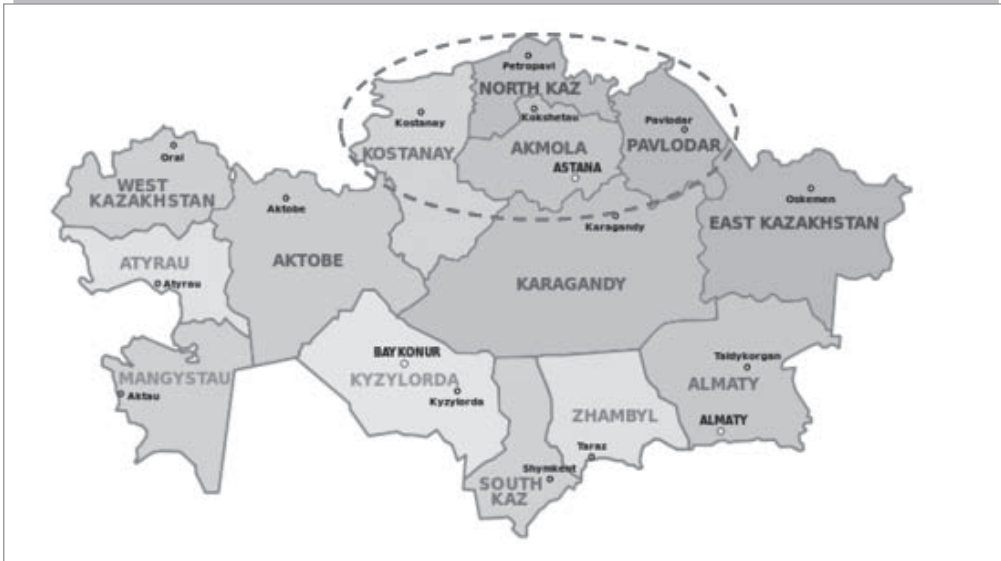 Petropavl
NORTH KAZ
Kokshetau
Kostanay
KOSTANAY
AKMOLA
ASTANA
Pavlodar
PAVLODAR
Oral
WEST
KAZAKHSTAN
Aktobe
AKTOBE
Oskemen
EAST KAZAKHSTAN
Karagandy
KARAGANDY
ATYRAU
Atyrau
BAYKONUR
KYZYLORDA
Kyzylorda
MANGYSTAU
Aktau
Taldykorgan
ALMATY
ALMATY
ZHAMBYL
Taraz
Shymkent
SOUTH
KAZ